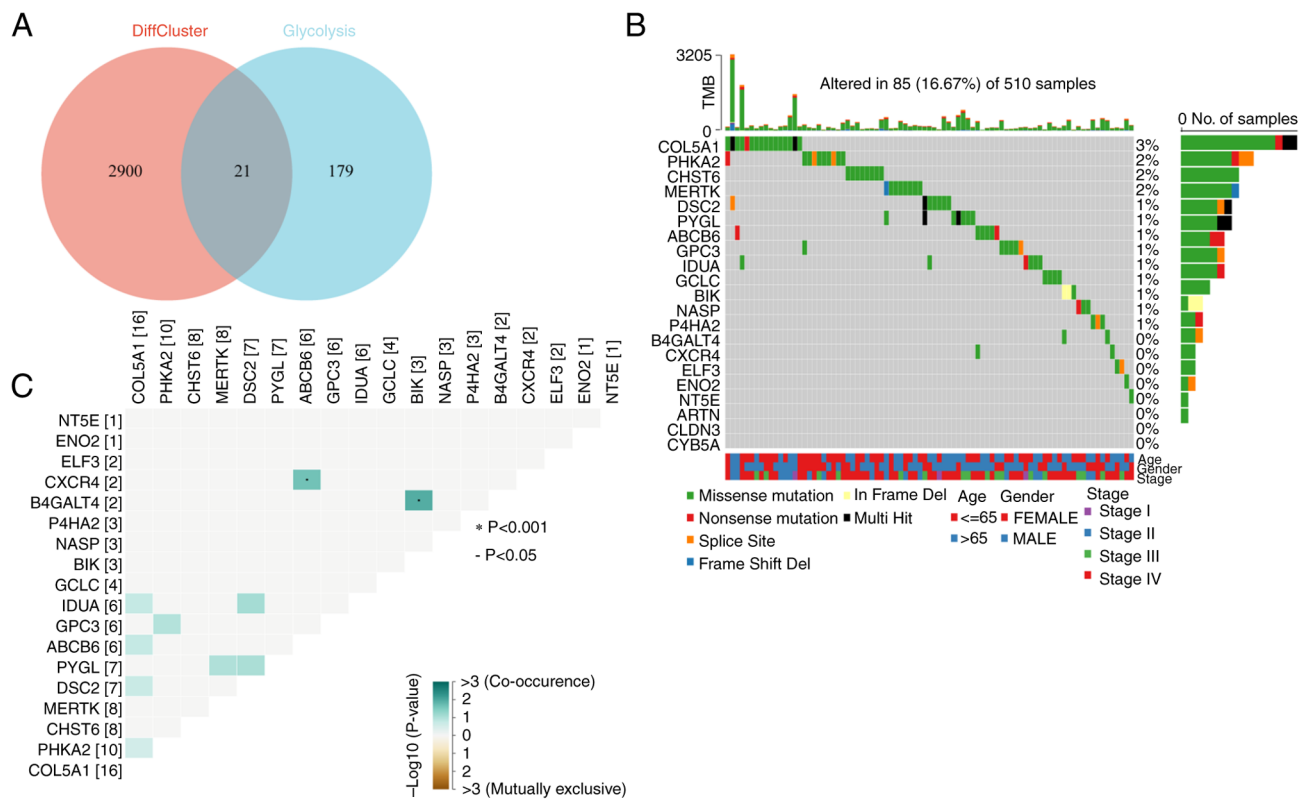 A
DiffCluster
Glycolysis
2900
21
179
B
3205
TMB
0
Altered in 85 (16.67%) of 510 samples
0 No. of samples
COL5A1 3%
PHKA2 2%
CHST6 2%
MERTK 2%
DSC2 1%
PYGL 1%
ABCB6 1%
GPC3 1%
IDUA 1%
GCLC 1%
BIK 1%
NASP 1%
P4HA2 1%
B4GALT4 0%
CXCR4 0%
ELF3 0%
ENO2 0%
NT5E 0%
ARTN 0%
CLDN3 0%
CYB5A 0%
Age
Gender
Stage
Missense mutation
Nonsense mutation
Splice Site
Frame Shift Del
In Frame Del
Multi Hit
Age
<=65
>65
Gender
FEMALE
MALE
Stage
Stage I
Stage II
Stage III
Stage IV
C
COL5A1 [16]
PHKA2 [10]
CHST6 [8]
MERTK [8]
DSC2 [7]
PYGL [7]
ABCB6 [6]
GPC3 [6]
IDUA [6]
GCLC [4]
BIK [3]
NASP [3]
P4HA2 [3]
B4GALT4 [2]
CXCR4 [2]
ELF3 [2]
ENO2 [1]
NT5E [1]
NT5E [1]
ENO2 [1]
ELF3 [2]
CXCR4 [2]
B4GALT4 [2]
P4HA2 [3]
NASP [3]
BIK [3]
GCLC [4]
IDUA [6]
GPC3 [6]
ABCB6 [6]
PYGL [7]
DSC2 [7]
MERTK [8]
CHST6 [8]
PHKA2 [10]
COL5A1 [16]
* P<0.001
- P<0.05
–Log10 (P-value)
>3 (Co-occurence)
2
1
0
1
2
>3 (Mutually exclusive)